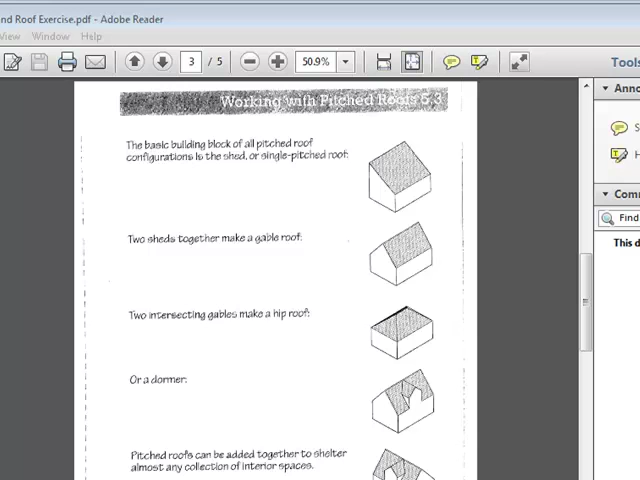 nd Roof Exercise.pdf - Adobe Reader
View Window Help
3 / 5 50.9% Tools
Working with Pitched Roofs 5.3
The basic building block of all pitched roof
configurations is the shed, or single-pitched roof:
Two sheds together make a gable roof:
Two intersecting gables make a hip roof:
Or a dormer:
Pitched roofs can be added together to shelter
almost any collection of interior spaces.
Anno
S
H
Com
Find
This d